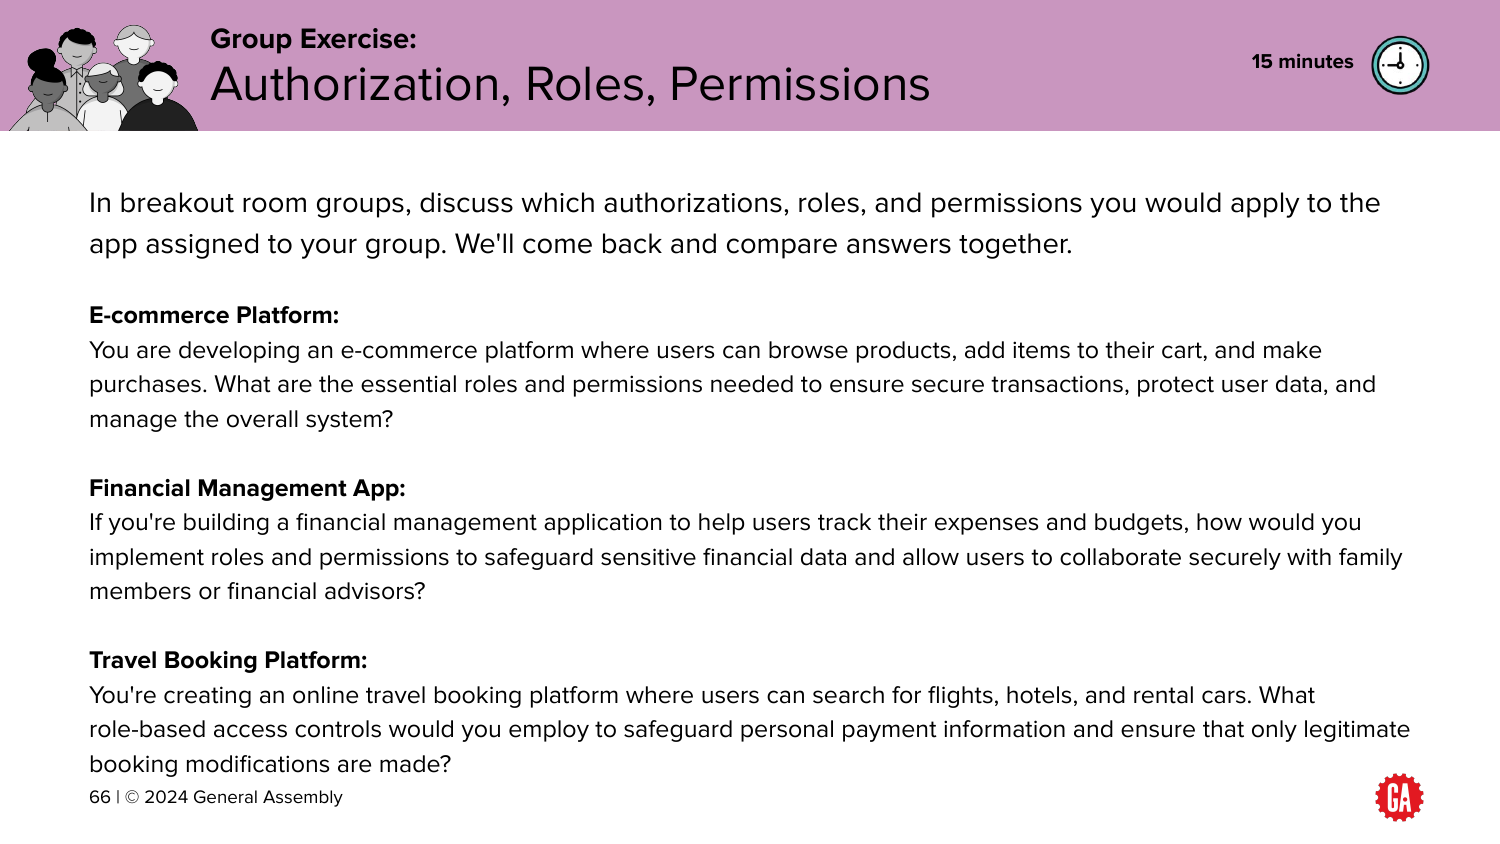 Group Exercise:
Authorization, Roles, Permissions
15 minutes
In breakout room groups, discuss which authorizations, roles, and permissions you would apply to the
app assigned to your group. We'll come back and compare answers together.
E-commerce Platform:
You are developing an e-commerce platform where users can browse products, add items to their cart, and make
purchases. What are the essential roles and permissions needed to ensure secure transactions, protect user data, and
manage the overall system?
Financial Management App:
If you're building a financial management application to help users track their expenses and budgets, how would you
implement roles and permissions to safeguard sensitive financial data and allow users to collaborate securely with family
members or financial advisors?
Travel Booking Platform:
You're creating an online travel booking platform where users can search for flights, hotels, and rental cars. What
role-based access controls would you employ to safeguard personal payment information and ensure that only legitimate
booking modifications are made?
66 | © 2024 General Assembly
GA